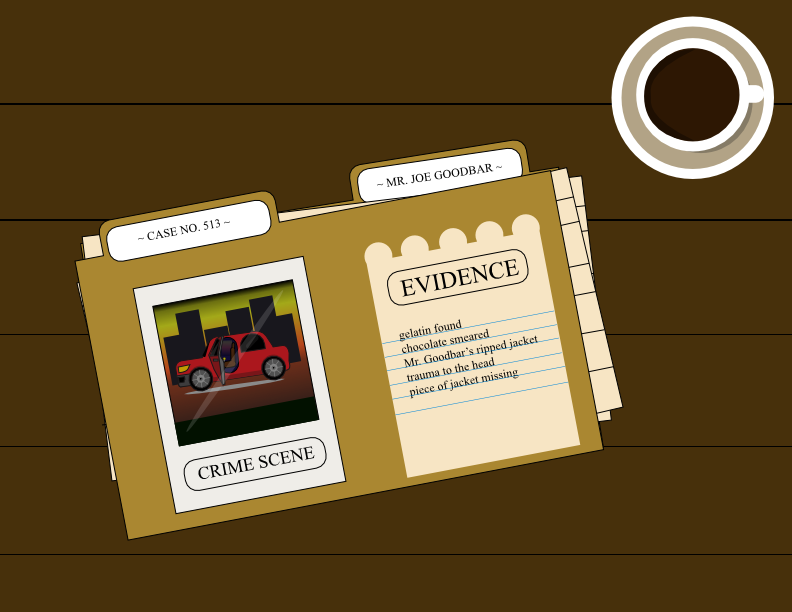 ~ CASE NO. 513 ~
~ MR. JOE GOODBAR ~
CRIME SCENE
EVIDENCE
gelatin found
chocolate smeared
Mr. Goodbar's ripped jacket
trauma to the head
piece of jacket missing